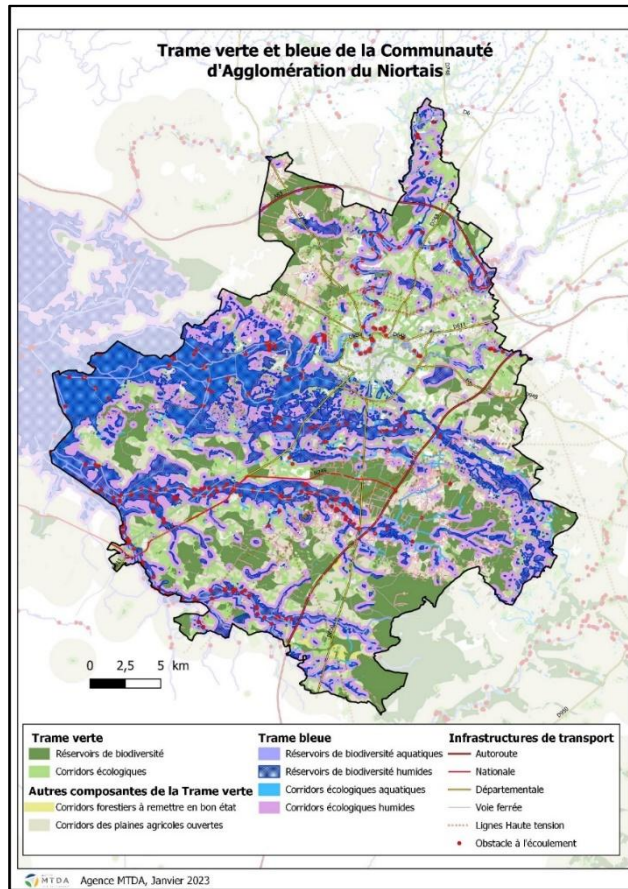 Trame verte et bleue de la Communauté
d'Agglomération du Niortais
D6
D611
0 2,5 5 km
Trame verte
Réservoirs de biodiversité
Corridors écologiques
Autres composantes de la Trame verte
Corridors forestiers à remettre en bon état
Corridors des plaines agricoles ouvertes
Trame bleue
Réservoirs de biodiversité aquatiques
Réservoirs de biodiversité humides
Corridors écologiques aquatiques
Corridors écologiques humides
Infrastructures de transport
Autoroute
Nationale
Départementale
Voie ferrée
Lignes Haute tension
Obstacle à l'écoulement
MTDA
Agence MTDA, Janvier 2023